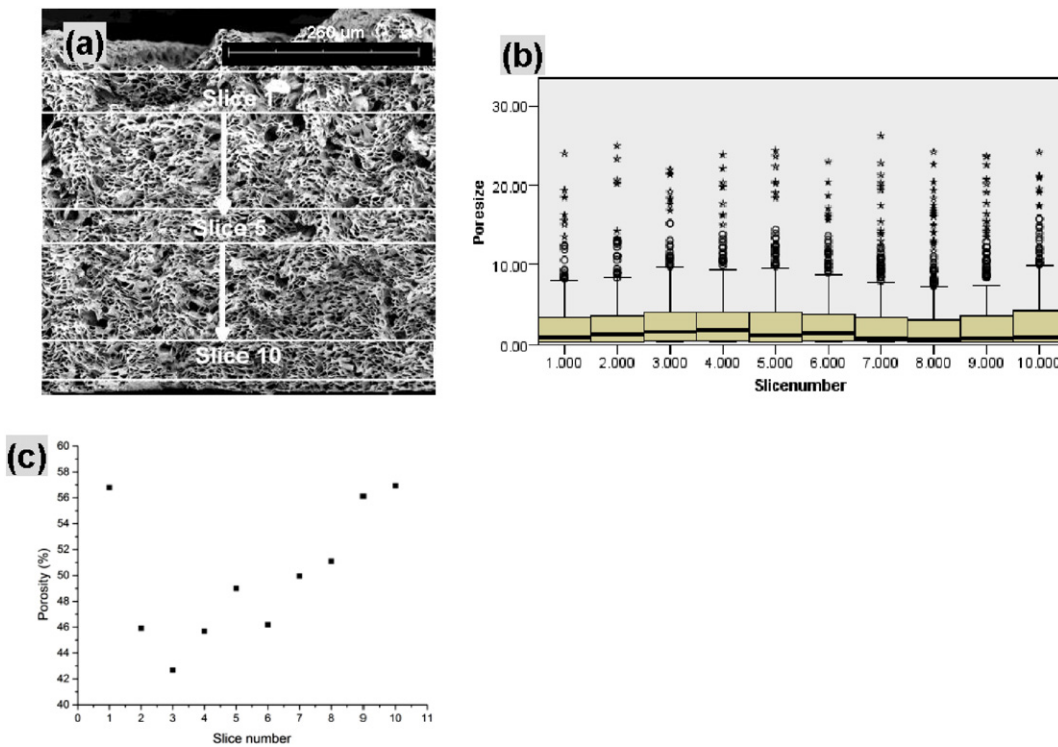 (a)
260 µm
Slice 1
Slice 5
Slice 10
(b)
30.00
20.00
10.00
0.00
Poresize
1.000 2.000 3.000 4.000 5.000 6.000 7.000 8.000 9.000 10.000
Slicenumber
(c)
60
58
56
54
52
50
48
46
44
42
40
Porosity (%)
0 1 2 3 4 5 6 7 8 9 10 11
Slice number